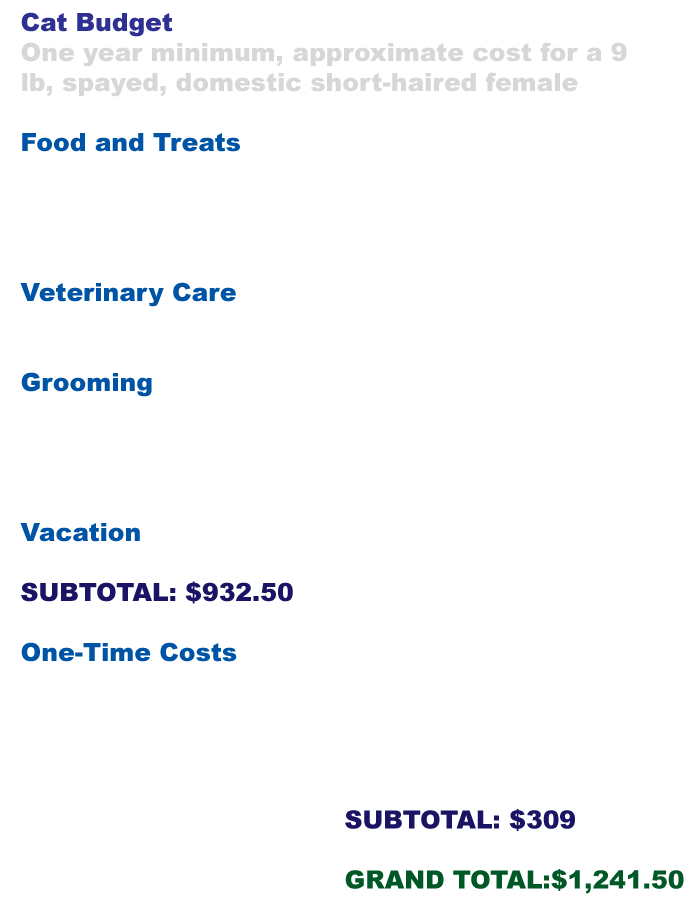 Cat Budget
One year minimum, approximate cost for a 9
lb, spayed, domestic short-haired female
Food and Treats
Veterinary Care
Grooming
Vacation
SUBTOTAL: $932.50
One-Time Costs
SUBTOTAL: $309
GRAND TOTAL:$1,241.50